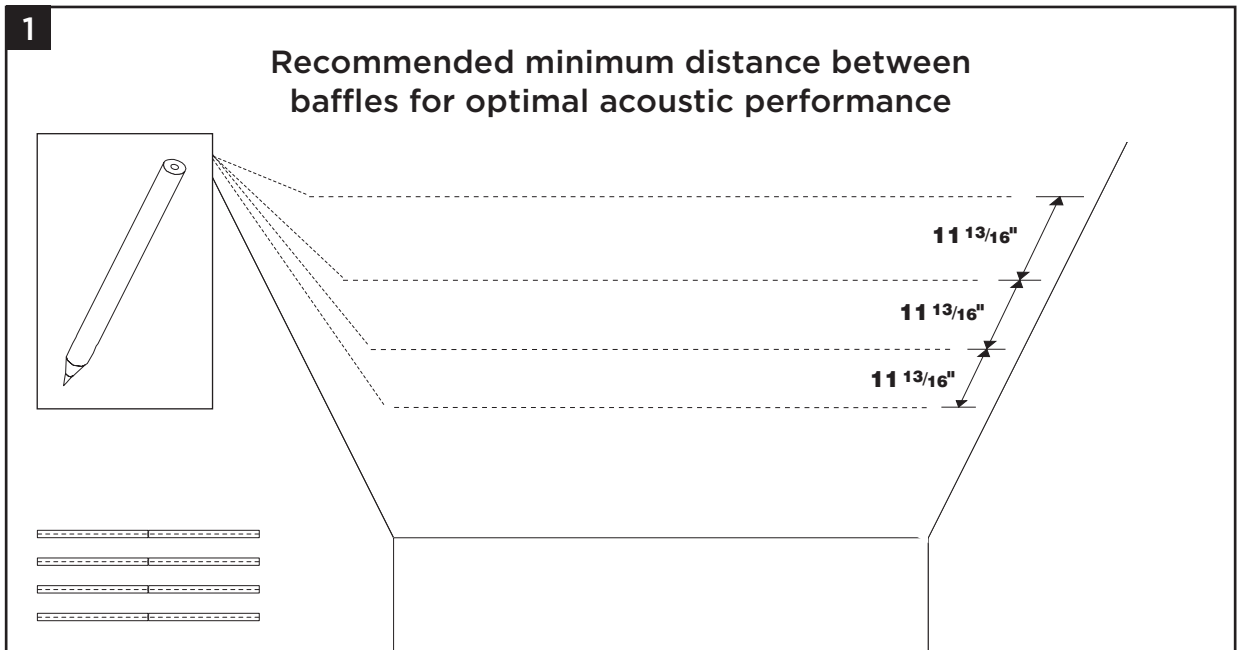 1
Recommended minimum distance between
baffles for optimal acoustic performance
11 13/16"
11 13/16"
11 13/16"